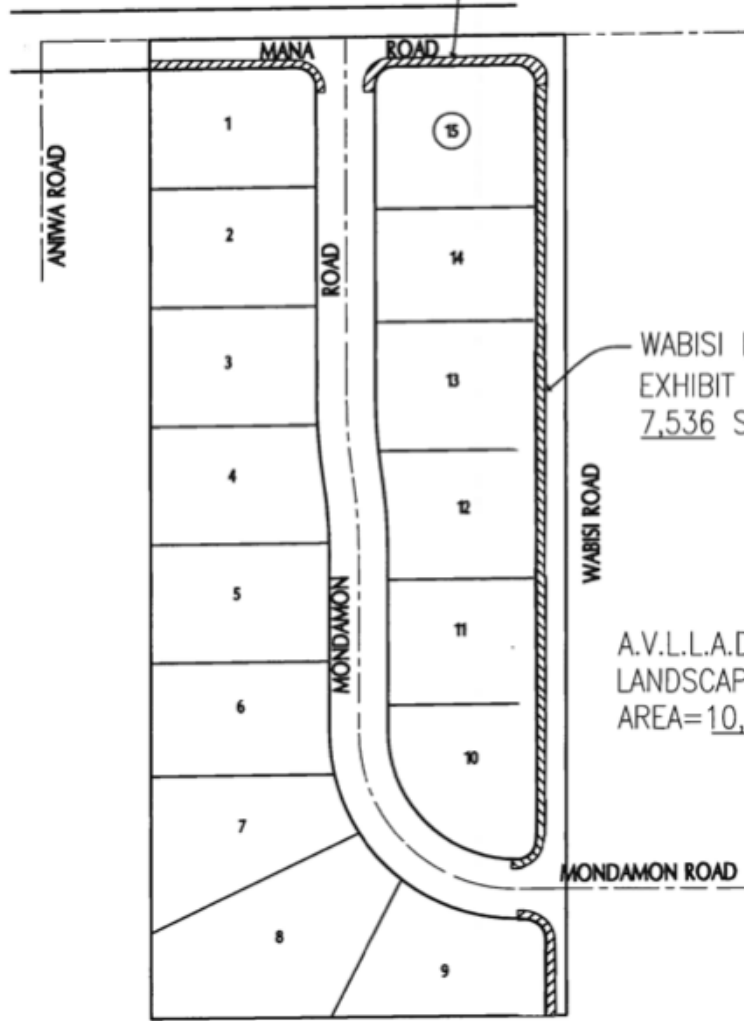 MANA ROAD
ANIWA ROAD
1
15
2
ROAD
14
3
13
WABISI
EXHIBIT
7,536 S
4
12
WABISI ROAD
5
MONDAMON
11
A.V.L.L.A.D
LANDSCAP
AREA=10,
6
10
7
MONDAMON ROAD
8
9